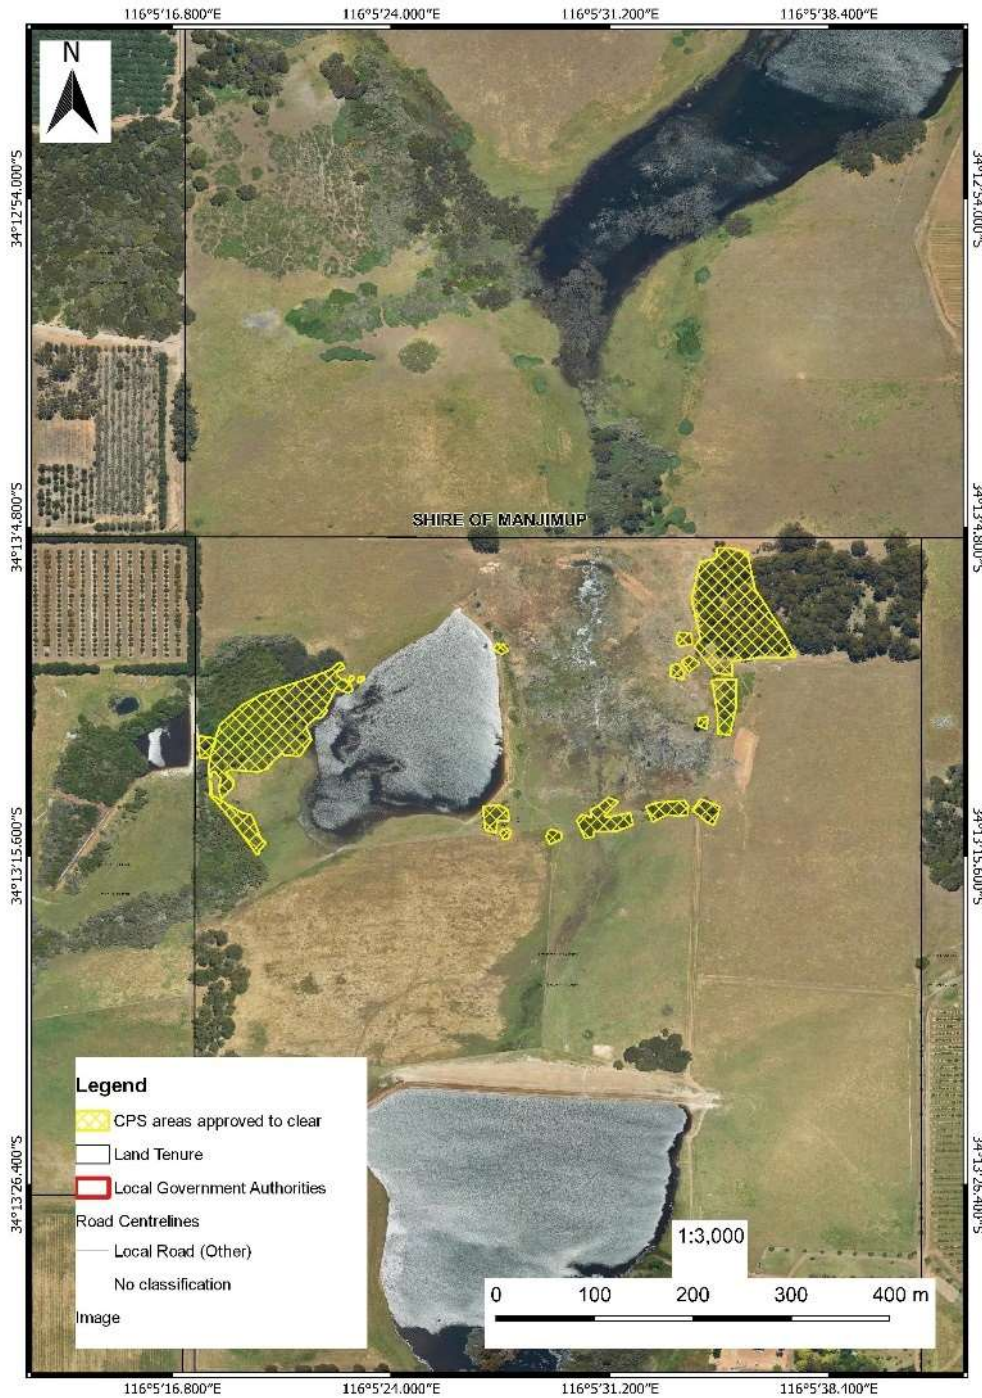 116°5'16.800"E 116°5'24.000"E 116°5'31.200"E 116°5'38.400"E
N
34°12'54.000"S 34°12'54.000"S
34°13'4.800"S 34°13'4.800"S
SHIRE OF MANJIMUP
34°13'15.600"S 34°13'15.600"S
34°13'26.400"S 34°13'26.400"S
Legend
CPS areas approved to clear
Land Tenure
Local Government Authorities
Road Centrelines
Local Road (Other)
No classification
Image
1:3,000
0 100 200 300 400 m
116°5'16.800"E 116°5'24.000"E 116°5'31.200"E 116°5'38.100"E